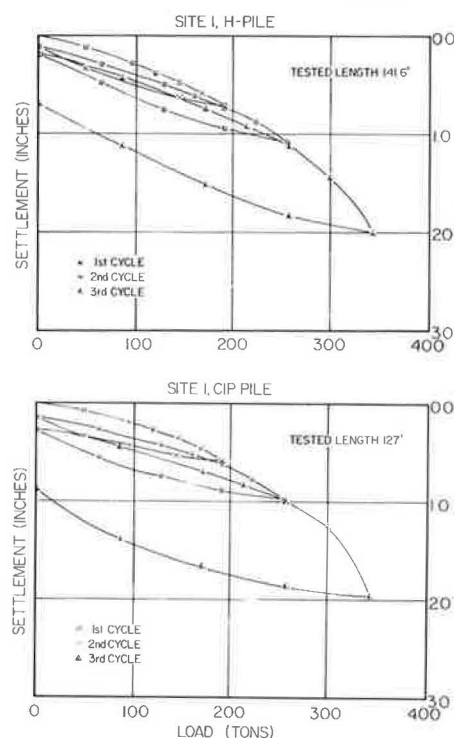 SITE I, H-PILE
TESTED LENGTH 141.6"
SETTLEMENT (INCHES)
0.0
1.0
2.0
3.0
1st CYCLE
2nd CYCLE
3rd CYCLE
0
100
200
300
400
SITE I, CIP PILE
TESTED LENGTH 127'
SETTLEMENT (INCHES)
0.0
1.0
2.0
3.0
1st CYCLE
2nd CYCLE
3rd CYCLE
0
100
200
300
400
LOAD (TONS)